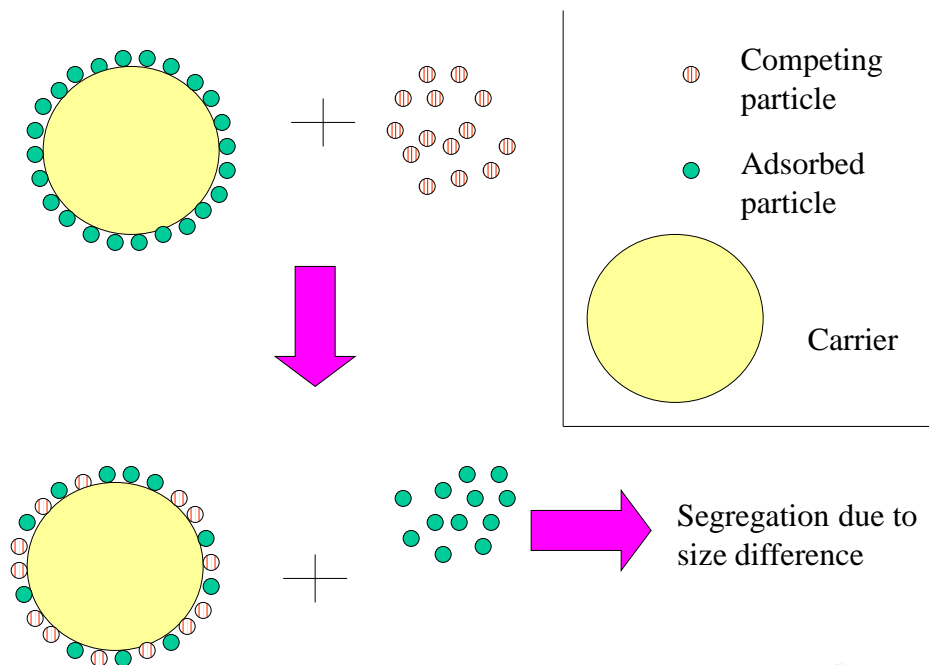 Competing
particle
Adsorbed
particle
Carrier
Segregation due to
size difference